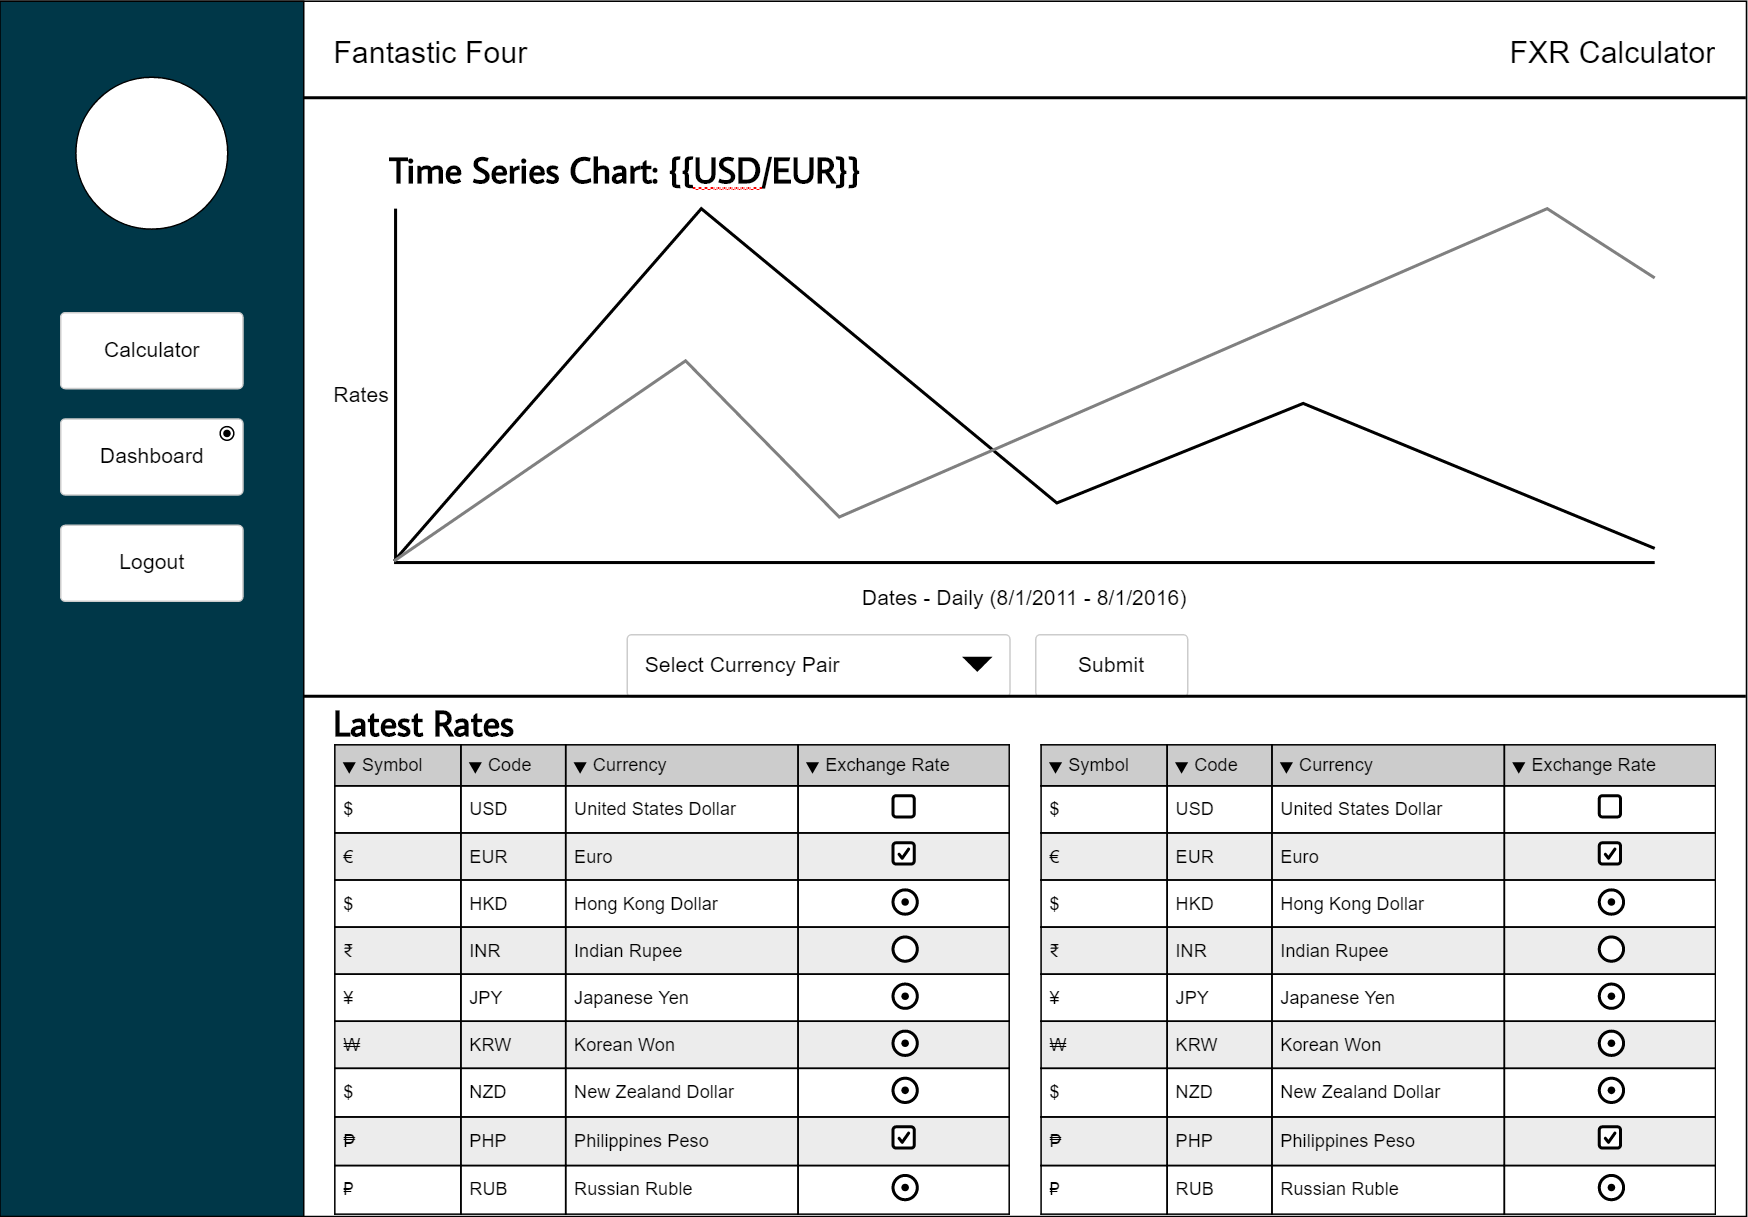 Fantastic Four
FXR Calculator
Calculator
Dashboard
Logout
Time Series Chart: {{USD/EUR}}
Rates
Dates - Daily (8/1/2011 - 8/1/2016)
Select Currency Pair
Submit
Latest Rates
▼ Symbol ▼ Code ▼ Currency ▼ Exchange Rate
$ USD United States Dollar
€ EUR Euro
$ HKD Hong Kong Dollar
₹ INR Indian Rupee
¥ JPY Japanese Yen
₩ KRW Korean Won
$ NZD New Zealand Dollar
₱ PHP Philippines Peso
₽ RUB Russian Ruble
▼ Symbol ▼ Code ▼ Currency ▼ Exchange Rate
$ USD United States Dollar
€ EUR Euro
$ HKD Hong Kong Dollar
₹ INR Indian Rupee
¥ JPY Japanese Yen
₩ KRW Korean Won
$ NZD New Zealand Dollar
₱ PHP Philippines Peso
₽ RUB Russian Ruble